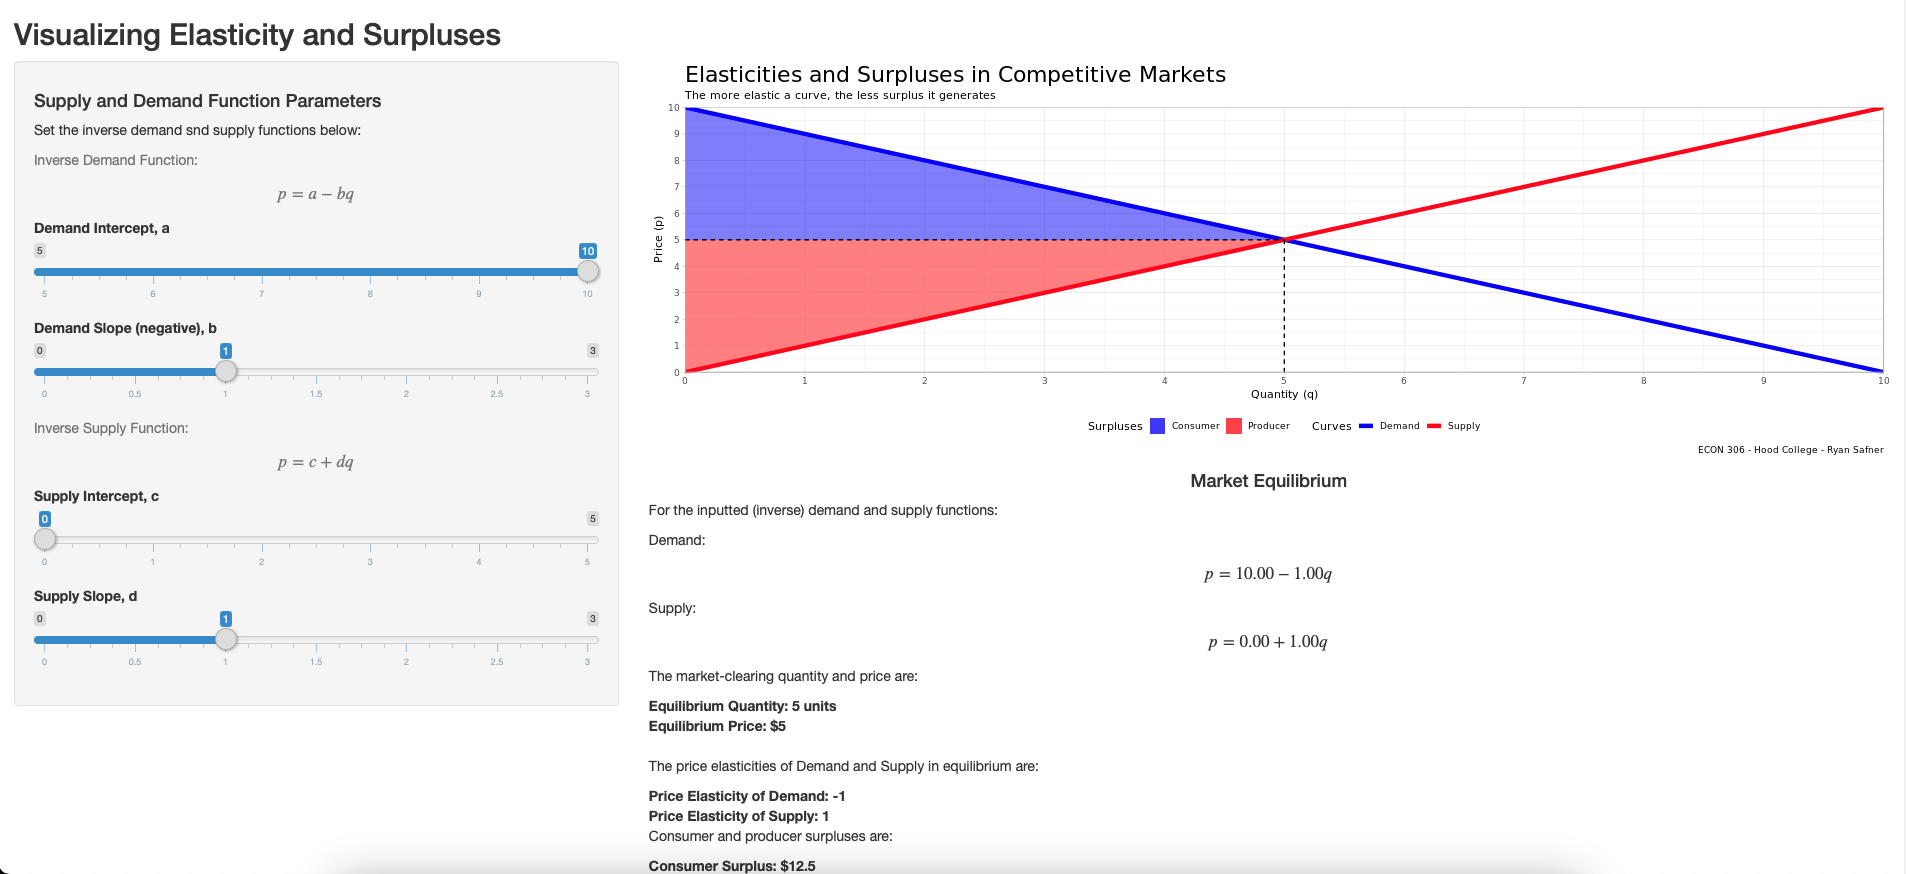 Visualizing Elasticity and Surpluses
Supply and Demand Function Parameters
Set the inverse demand snd supply functions below:
Inverse Demand Function:
p = a − bq
Demand Intercept, a
5 10
5 6 7 8 9 10
Demand Slope (negative), b
0 1 3
0 0.5 1 1.5 2 2.5 3
Inverse Supply Function:
p = c + dq
Supply Intercept, c
0 5
0 1 2 3 4 5
Supply Slope, d
0 1 3
0 0.5 1 1.5 2 2.5 3
Elasticities and Surpluses in Competitive Markets
The more elastic a curve, the less surplus it generates
10
9
8
7
6
5
4
3
2
1
0
Price (p)
0 1 2 3 4 5 6 7 8 9 10
Quantity (q)
Surpluses Consumer Producer Curves Demand Supply
ECON 306 - Hood College - Ryan Safner
Market Equilibrium
For the inputted (inverse) demand and supply functions:
Demand:
p = 10.00 − 1.00q
Supply:
p = 0.00 + 1.00q
The market-clearing quantity and price are:
Equilibrium Quantity: 5 units
Equilibrium Price: $5
The price elasticities of Demand and Supply in equilibrium are:
Price Elasticity of Demand: -1
Price Elasticity of Supply: 1
Consumer and producer surpluses are:
Consumer Surplus: $12.5